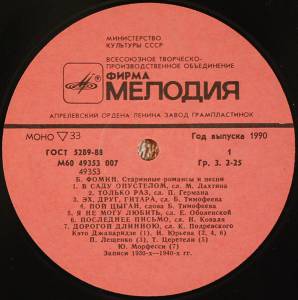 МИНИСТЕРСТВО
КУЛЬТУРЫ СССР
ВСЕСОЮЗНОЕ ТВОРЧЕСКО-
ПРОИЗВОДСТВЕННОЕ ОБЪЕДИНЕНИЕ
ФИРМА
МЕЛОДИЯ
АПРЕЛЕВСКИЙ ОРДЕНА ЛЕНИНА ЗАВОД ГРАМПЛАСТИНОК
МОНО 33
Год выпуска 1990
ГОСТ 5289-88
1
М60 49353 007
Гр. 3. 2-25
49353
Б. ФОМИН. Старинные романсы и песни
1. В САДУ ОПУСТЕЛОМ, сл. М. Дахтина
2. ТОЛЬКО РАЗ, сл. П. Германа
3. ЭХ, ДРУГ, ГИТАРА, сл. Б. Тимофеева
4. ПОЙ ЦЫГАН, слова Б. Тимофеева
5. Я НЕ МОГУ ЛЮБИТЬ, сл. Е. Оболенской
6. ПОСЛЕДНЕЕ ПИСЬМО, сл. Н. Коваля
7. ДОРОГОЙ ДЛИННОЮ, сл. К. Подревского
Кэто Джапаридзе (1), И. Юрьева (2, 4, 6)
П. Лещенко (3), Т. Церетели (5)
Ю. Морфесси (7)
Записи 1930-х—1940-х гг.